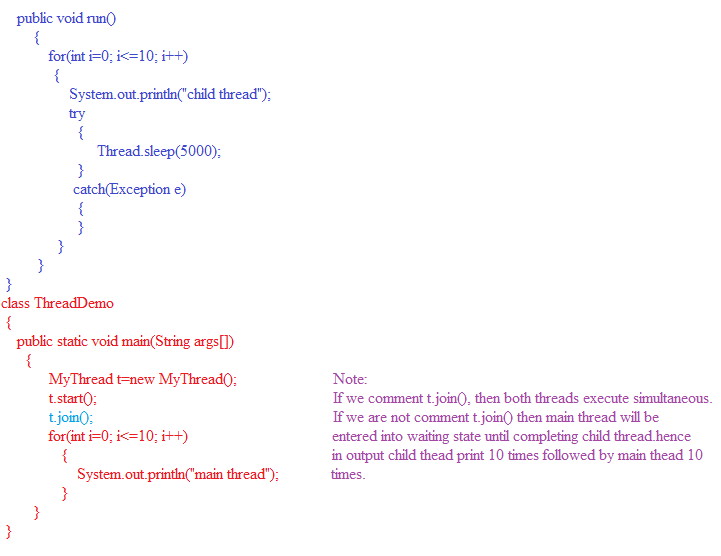 public void run()
{
for(int i=0; i<=10; i++)
{
System.out.println("child thread");
try
{
Thread.sleep(5000);
}
catch(Exception e)
{
}
}
}
}
class ThreadDemo
{
public static void main(String args[])
{
MyThread t=new MyThread();
t.start();
t.join();
for(int i=0; i<=10; i++)
{
System.out.println("main thread");
}
}
}
Note:
If we comment t.join(), then both threads execute simultaneous.
If we are not comment t.join() then main thread will be
entered into waiting state until completing child thread.hence
in output child thead print 10 times followed by main thead 10
times.